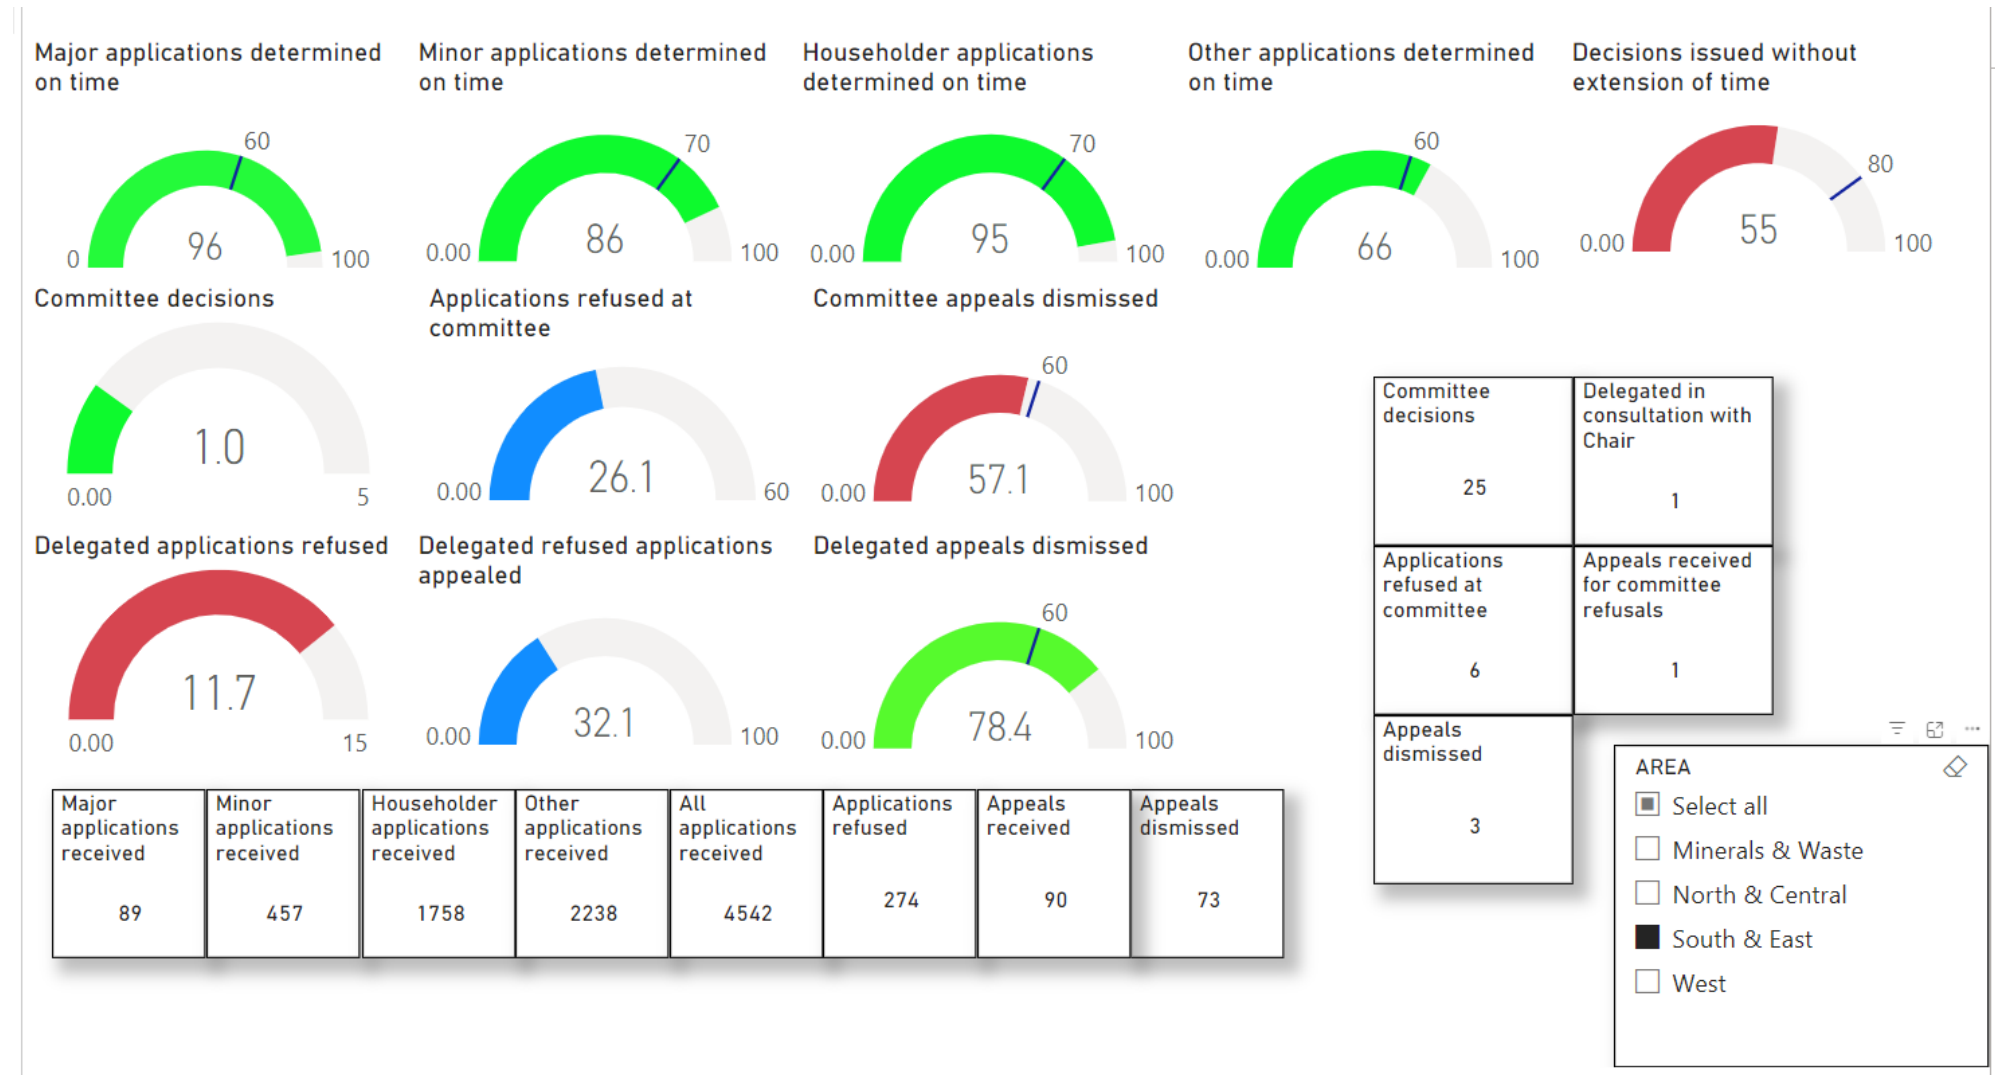 Major applications determined
on time
60
96
0
100
Minor applications determined
on time
70
86
0.00
100
Householder applications
determined on time
70
95
0.00
100
Other applications determined
on time
60
66
0.00
100
Decisions issued without
extension of time
80
55
0.00
100
Committee decisions
1.0
0.00
5
Applications refused at
committee
26.1
0.00
60
Committee appeals dismissed
60
57.1
0.00
100
Delegated applications refused
11.7
0.00
15
Delegated refused applications
appealed
32.1
0.00
100
Delegated appeals dismissed
60
78.4
0.00
100
Committee
decisions
25
Delegated in
consultation with
Chair
1
Applications
refused at
committee
6
Appeals received
for committee
refusals
1
Appeals
dismissed
3
Major
applications
received
89
Minor
applications
received
457
Householder
applications
received
1758
Other
applications
received
2238
All
applications
received
4542
Applications
refused
274
Appeals
received
90
Appeals
dismissed
73
AREA
Select all
Minerals & Waste
North & Central
South & East
West